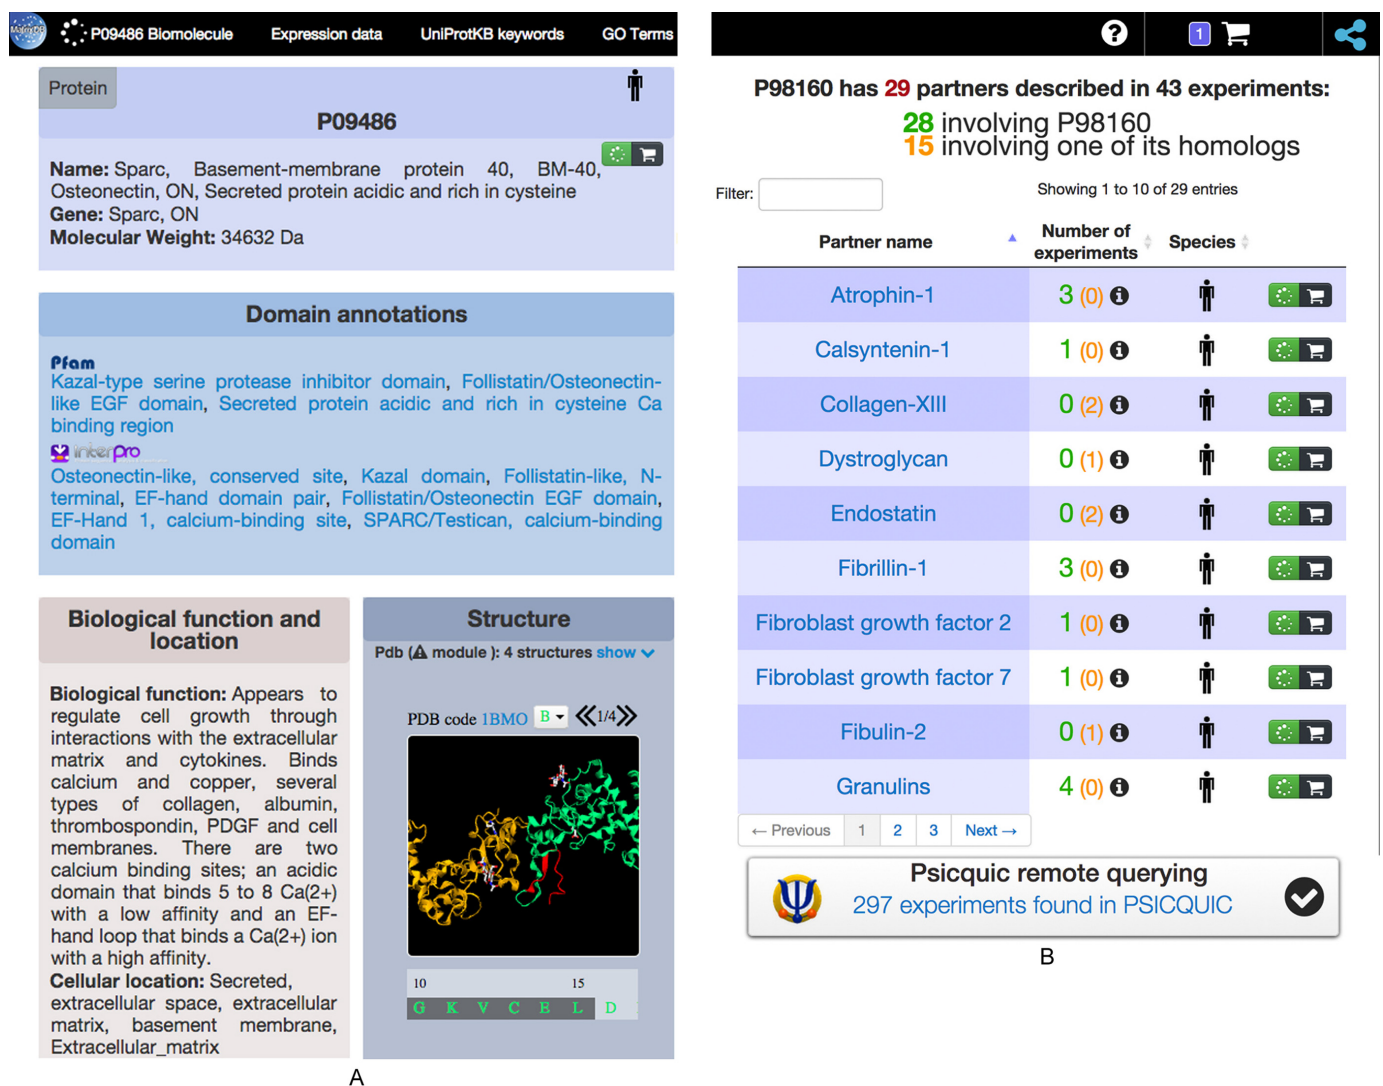 MatrixDB
P09486 Biomolecule Expression data UniProtKB keywords GO Terms
Protein
P09486
Name: Sparc, Basement-membrane protein 40, BM-40,
Osteonectin, ON, Secreted protein acidic and rich in cysteine
Gene: Sparc, ON
Molecular Weight: 34632 Da
Domain annotations
Pfam
Kazal-type serine protease inhibitor domain, Follistatin/Osteonectin-
like EGF domain, Secreted protein acidic and rich in cysteine Ca
binding region
interpro
Osteonectin-like, conserved site, Kazal domain, Follistatin-like, N-
terminal, EF-hand domain pair, Follistatin/Osteonectin EGF domain,
EF-Hand 1, calcium-binding site, SPARC/Testican, calcium-binding
domain
Biological function and
location
Biological function: Appears to
regulate cell growth through
interactions with the extracellular
matrix and cytokines. Binds
calcium and copper, several
types of collagen, albumin,
thrombospondin, PDGF and cell
membranes. There are two
calcium binding sites; an acidic
domain that binds 5 to 8 Ca(2+)
with a low affinity and an EF-
hand loop that binds a Ca(2+) ion
with a high affinity.
Cellular location: Secreted,
extracellular space, extracellular
matrix, basement membrane,
Extracellular_matrix
Structure
Pdb ( module ): 4 structures show
PDB code 1BMO B 1/4
10 15
G K V C E L D
A
? 1
P98160 has 29 partners described in 43 experiments:
28 involving P98160
15 involving one of its homologs
Filter:
Showing 1 to 10 of 29 entries
Partner name Number of experiments Species
Atrophin-1 3 (0)
Calsyntenin-1 1 (0)
Collagen-XIII 0 (2)
Dystroglycan 0 (1)
Endostatin 0 (2)
Fibrillin-1 3 (0)
Fibroblast growth factor 2 1 (0)
Fibroblast growth factor 7 1 (0)
Fibulin-2 0 (1)
Granulins 4 (0)
← Previous 1 2 3 Next →
Psicquic remote querying
297 experiments found in PSICQUIC
B